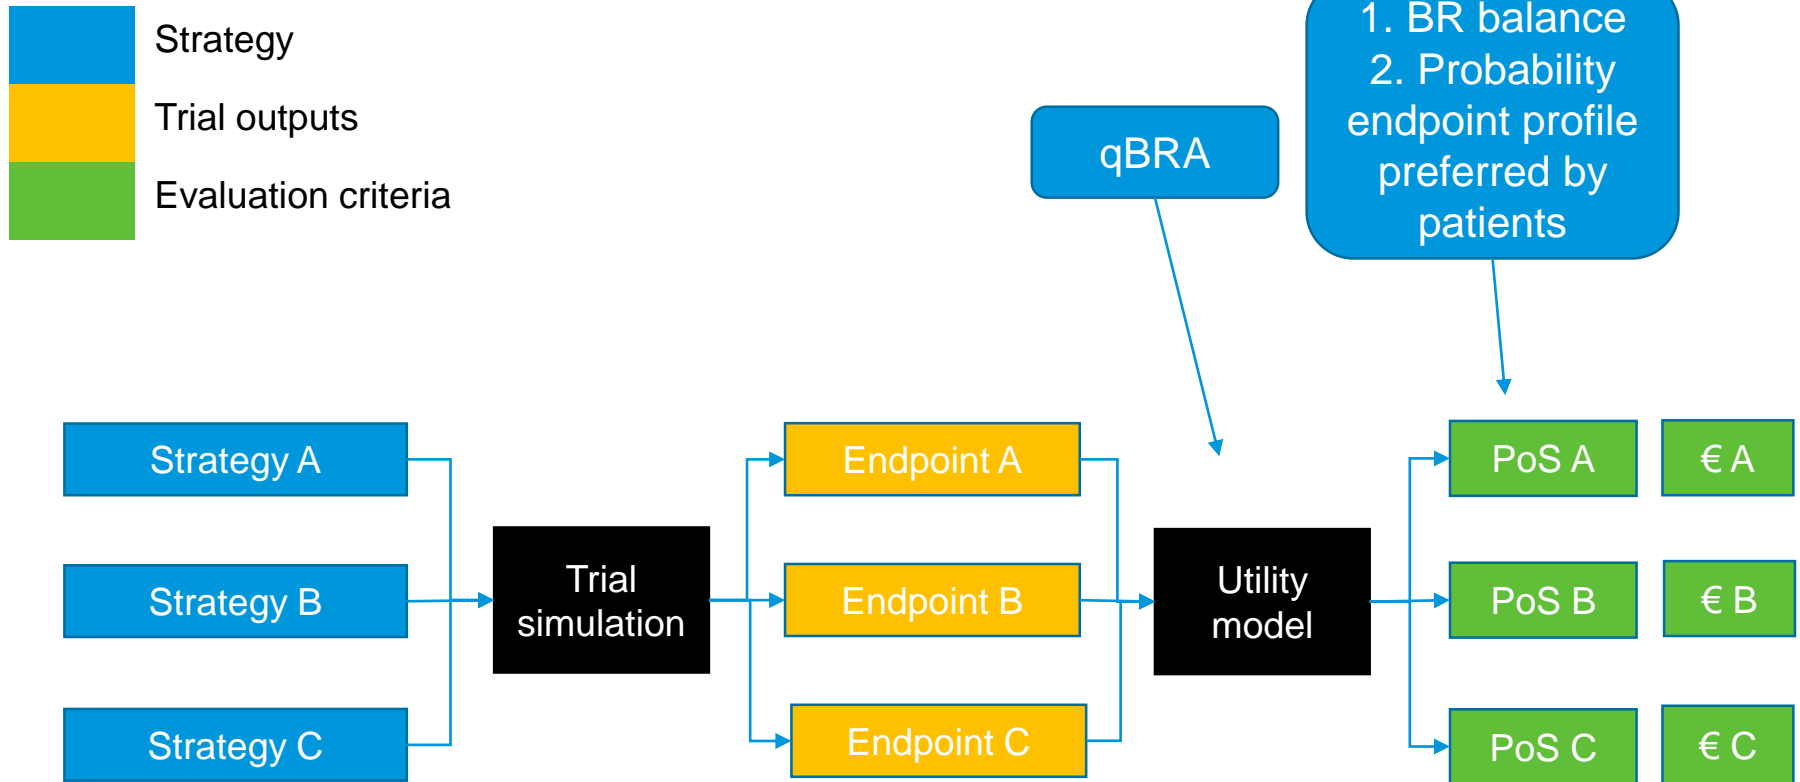 Strategy
Trial outputs
Evaluation criteria
qBRA
1. BR balance
2. Probability
endpoint profile
preferred by
patients
Strategy A
Strategy B
Strategy C
Trial
simulation
Endpoint A
Endpoint B
Endpoint C
Utility
model
PoS A
€ A
PoS B
€ B
PoS C
€ C